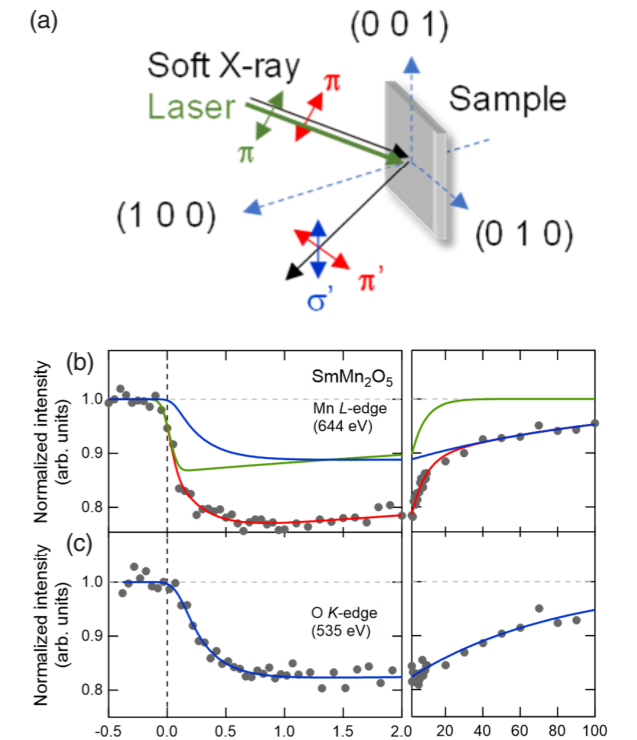 (a)
(0 0 1)
Soft X-ray
π
Laser
Sample
π
(1 0 0)
(0 1 0)
π'
σ'
(b)
SmMn₂O₅
Mn L-edge
(644 eV)
1.0
0.9
0.8
Normalized intensity
(arb. units)
(c)
O K-edge
(535 eV)
1.0
0.9
0.8
Normalized intensity
(arb. units)
-0.5 0.0 0.5 1.0 1.5 2.0 20 40 60 80 100